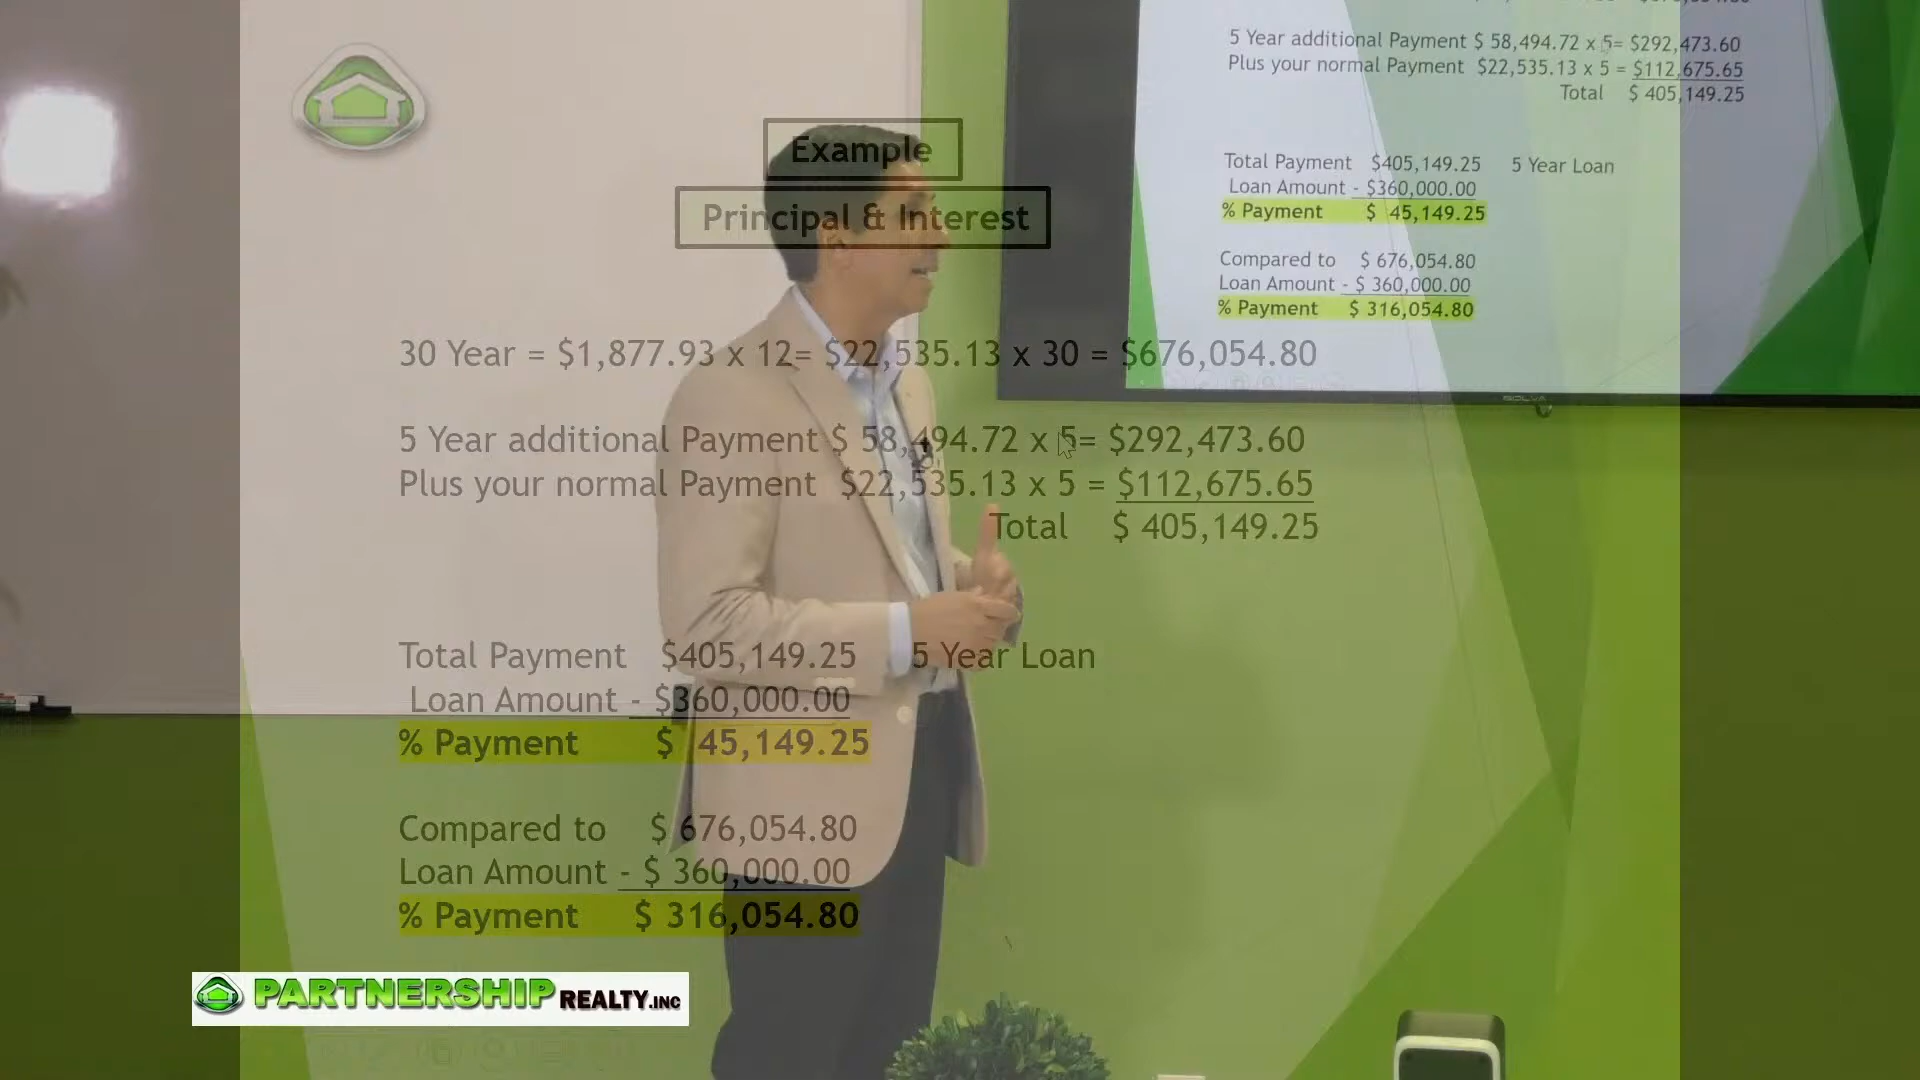 Example
Principal & Interest
30 Year = $1,877.93 x 12= $22,535.13 x 30 = $676,054.80
5 Year additional Payment $ 58,494.72 x 5= $292,473.60
Plus your normal Payment $22,535.13 x 5 = $112,675.65
Total $ 405,149.25
Total Payment $405,149.25 5 Year Loan
Loan Amount - $360,000.00
% Payment $ 45,149.25
Compared to $ 676,054.80
Loan Amount - $ 360,000.00
% Payment $ 316,054.80
5 Year additional Payment $ 58,494.72 x 5= $292,473.60
Plus your normal Payment $22,535.13 x 5 = $112,675.65
Total $ 405,149.25
Total Payment $405,149.25 5 Year Loan
Loan Amount - $360,000.00
% Payment $ 45,149.25
Compared to $ 676,054.80
Loan Amount - $ 360,000.00
% Payment $ 316,054.80
PARTNERSHIP REALTY.INC